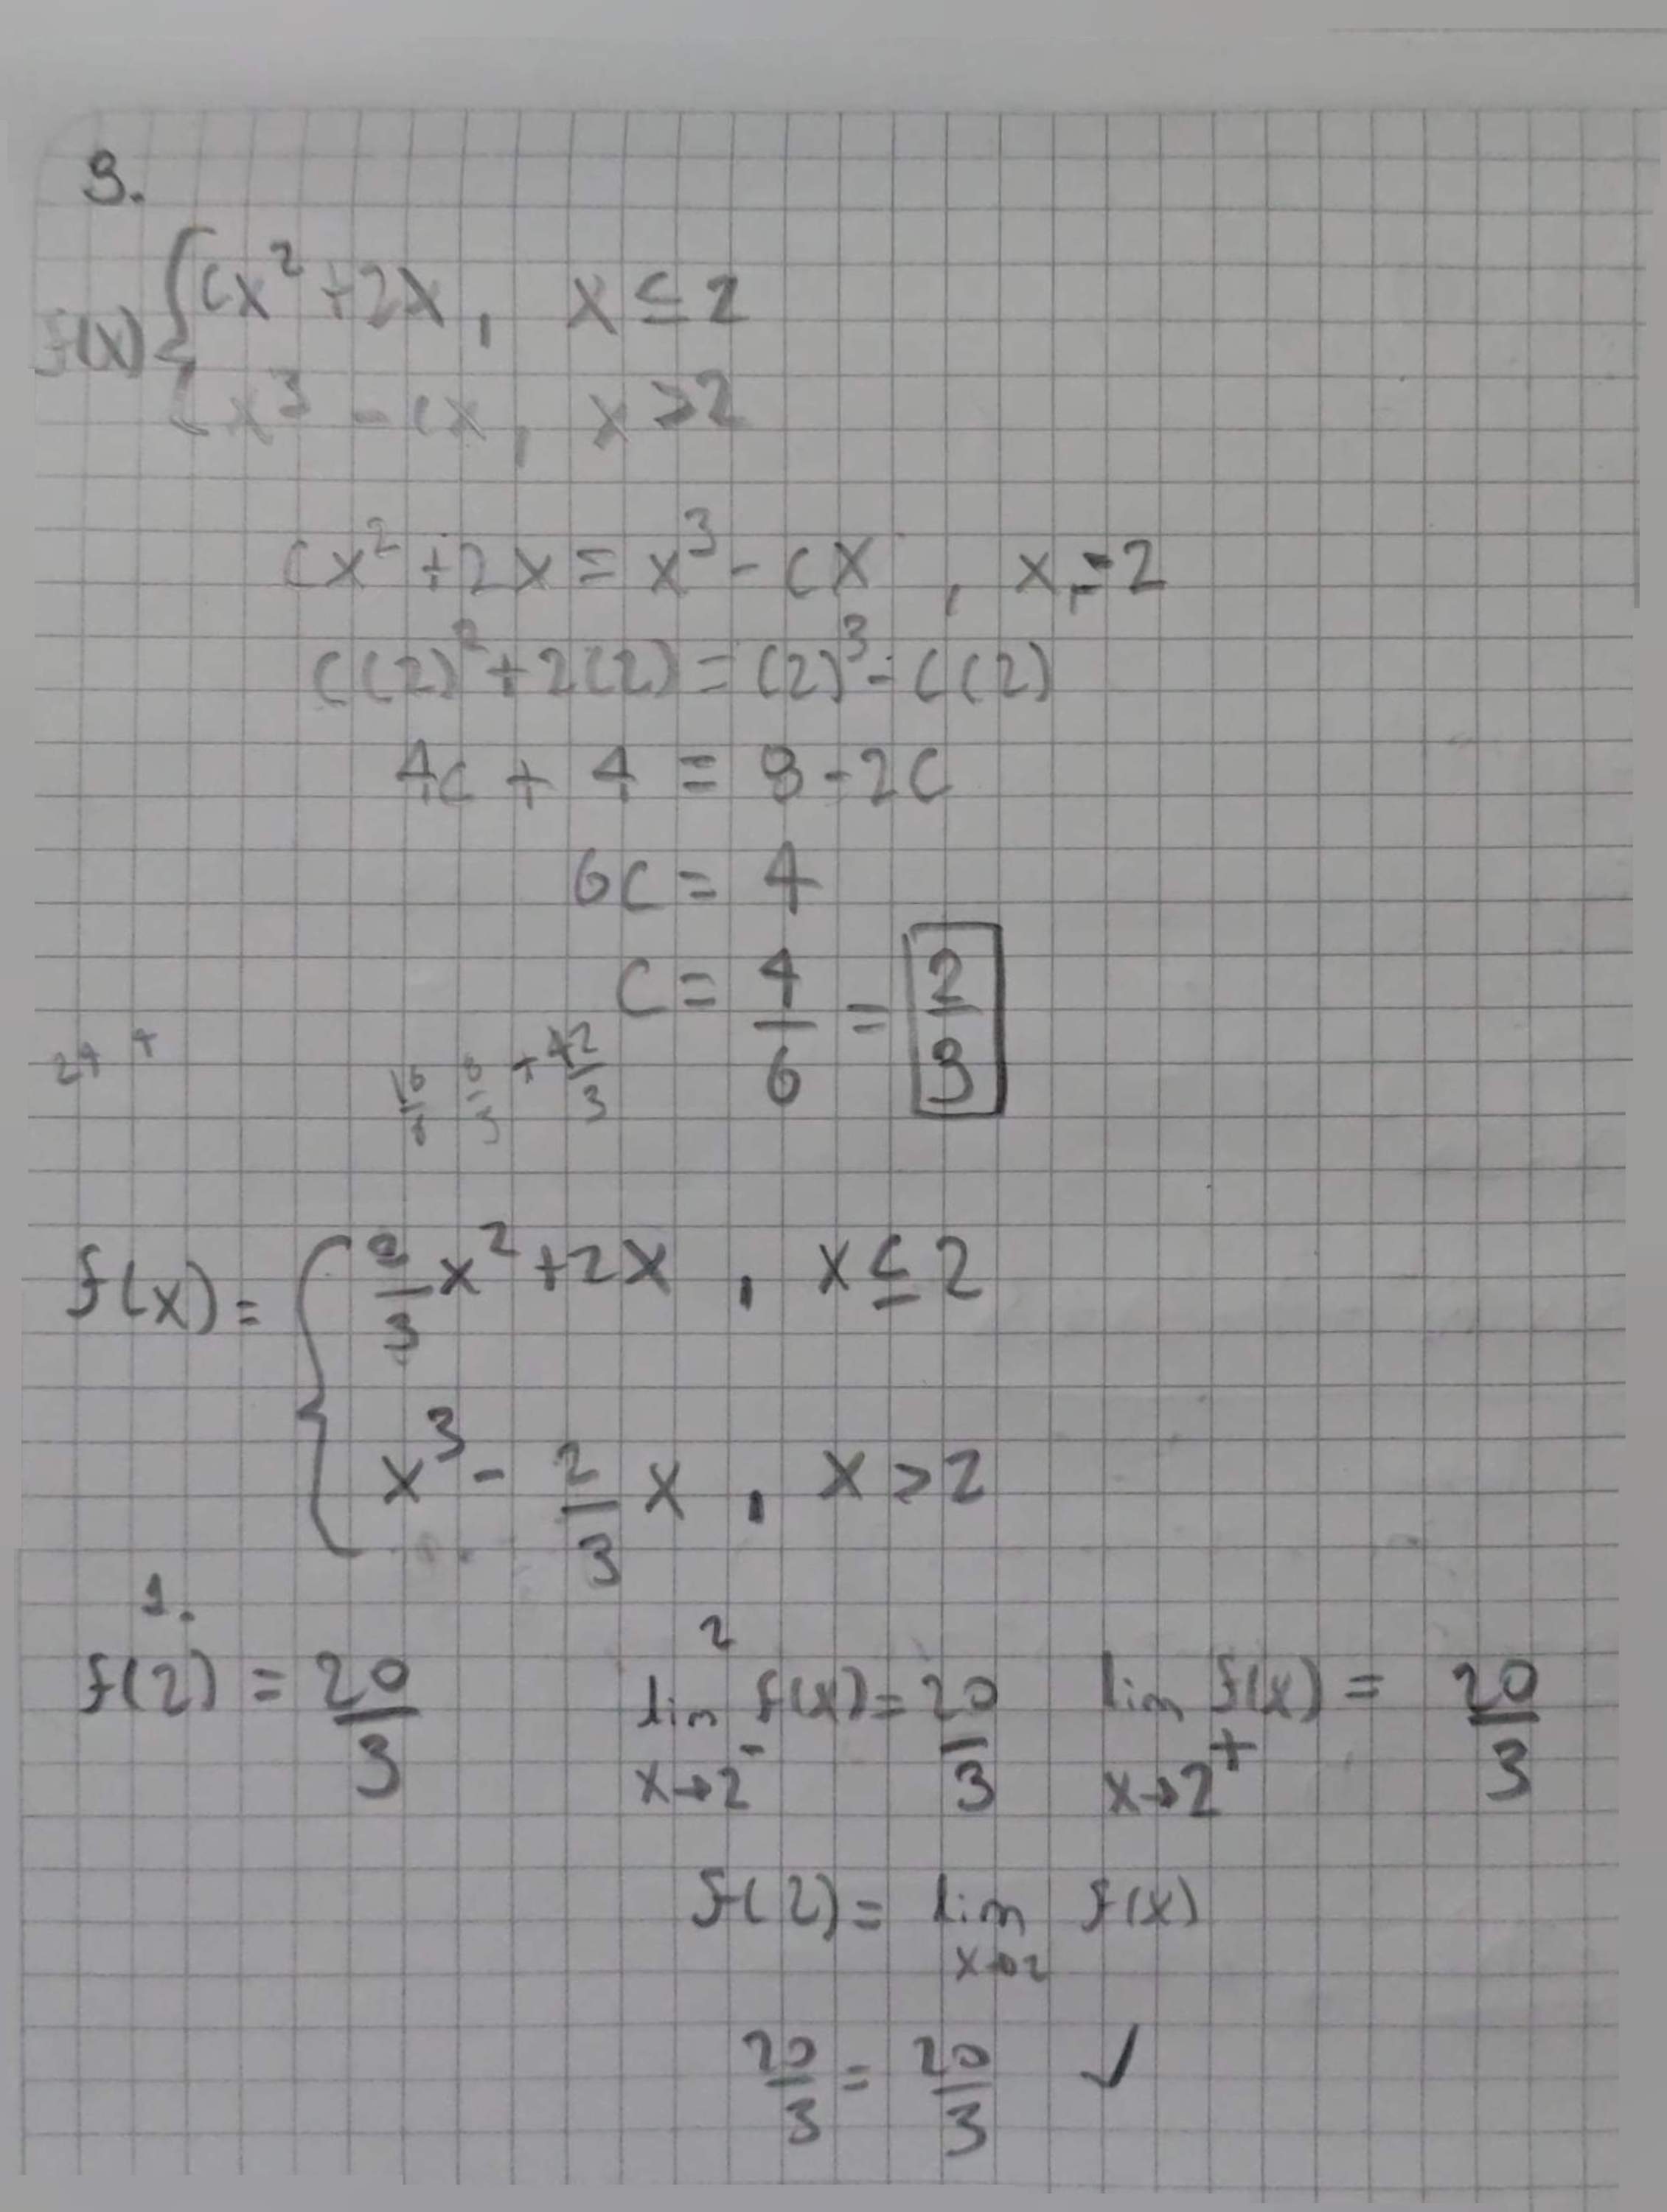 3.
f(x) { cx² + 2x, x ≤ 2
x³ - cx, x > 2
cx² + 2x = x³ - cx, x = 2
c(2)² + 2(2) = (2)³ - c(2)
4c + 4 = 8 - 2c
6c = 4
c = 4/6 = 2/3
f(x) = { 2/3 x² + 2x, x ≤ 2
x³ - 2/3 x, x > 2
1.
2
f(2) = 20/3 lim x→2⁻ f(x) = 20/3 lim x→2⁺ f(x) = 20/3
f(2) = lim x→2 f(x)
20/3 = 20/3 ✓